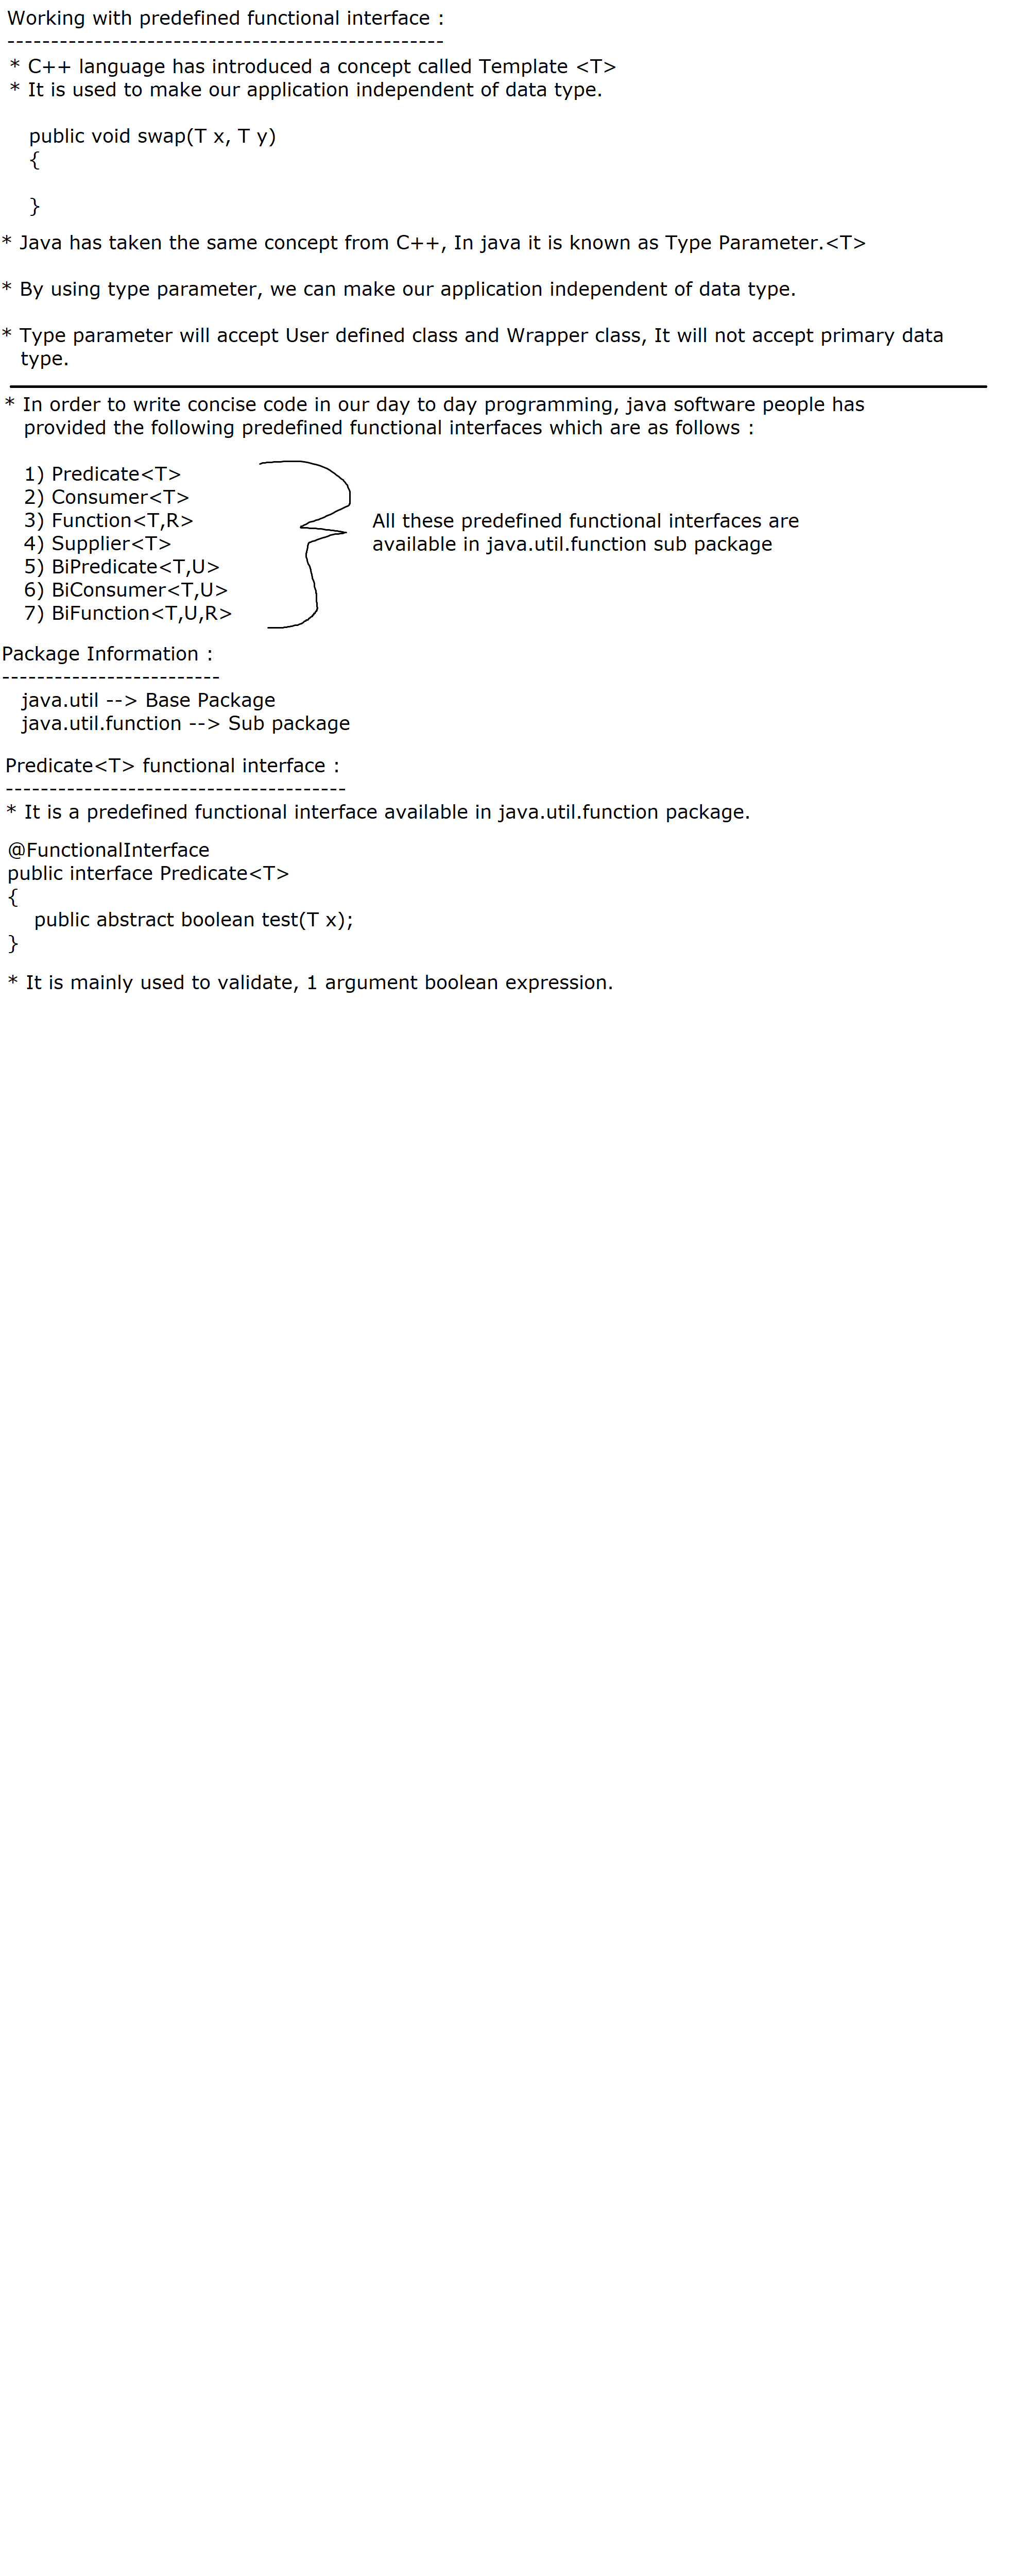 Working with predefined functional interface :
--------------------------------------------------
* C++ language has introduced a concept called Template <T>
* It is used to make our application independent of data type.
public void swap(T x, T y)
{
}
* Java has taken the same concept from C++, In java it is known as Type Parameter.<T>
* By using type parameter, we can make our application independent of data type.
* Type parameter will accept User defined class and Wrapper class, It will not accept primary data
type.
* In order to write concise code in our day to day programming, java software people has
provided the following predefined functional interfaces which are as follows :
1) Predicate<T>
2) Consumer<T>
3) Function<T,R>
4) Supplier<T>
5) BiPredicate<T,U>
6) BiConsumer<T,U>
7) BiFunction<T,U,R>
All these predefined functional interfaces are
available in java.util.function sub package
Package Information :
-------------------------
java.util --> Base Package
java.util.function --> Sub package
Predicate<T> functional interface :
---------------------------------------
* It is a predefined functional interface available in java.util.function package.
@FunctionalInterface
public interface Predicate<T>
{
public abstract boolean test(T x);
}
* It is mainly used to validate, 1 argument boolean expression.